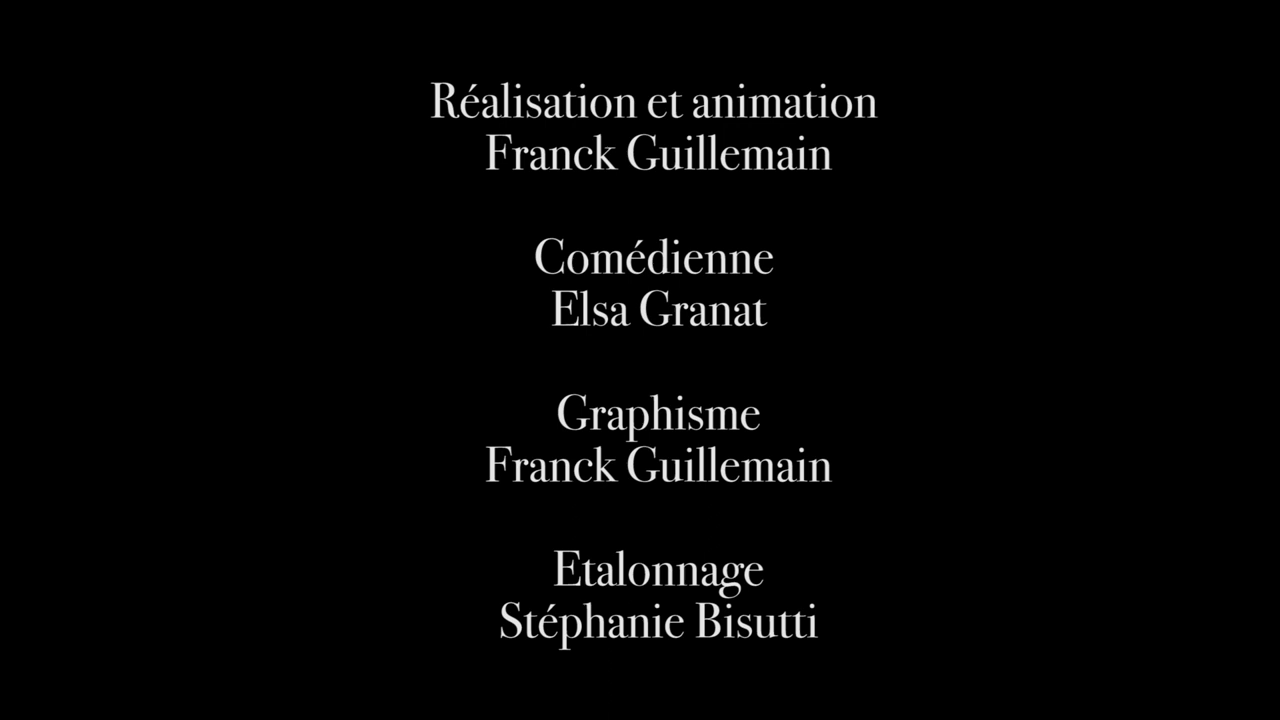 Réalisation et animation
Franck Guillemain
Comédienne
Elsa Granat
Graphisme
Franck Guillemain
Etalonnage
Stéphanie Bisutti